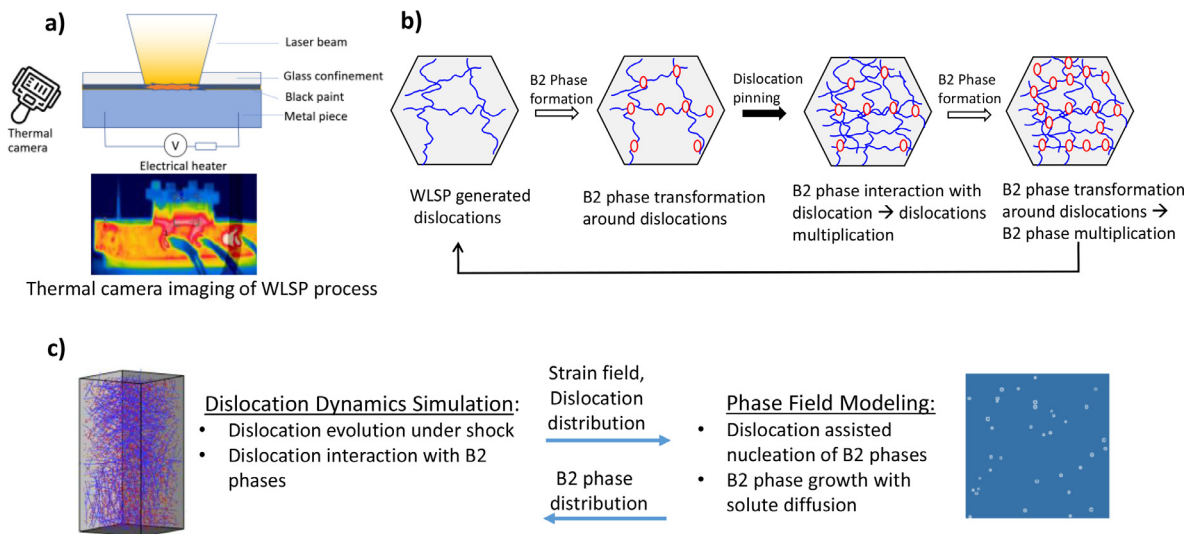 a)
Laser beam
Glass confinement
Black paint
Metal piece
Thermal
camera
V
Electrical heater
Thermal camera imaging of WLSP process
b)
B2 Phase
formation
Dislocation
pinning
B2 Phase
formation
WLSP generated
dislocations
B2 phase transformation
around dislocations
B2 phase interaction with
dislocation → dislocations
multiplication
B2 phase transformation
around dislocations →
B2 phase multiplication
c)
Dislocation Dynamics Simulation:
• Dislocation evolution under shock
• Dislocation interaction with B2
phases
Strain field,
Dislocation
distribution
B2 phase
distribution
Phase Field Modeling:
• Dislocation assisted
nucleation of B2 phases
• B2 phase growth with
solute diffusion